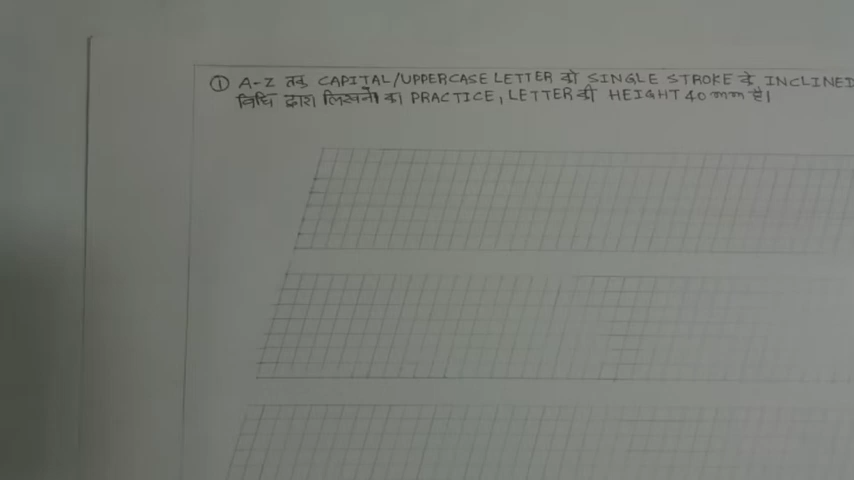 ① A-Z तक CAPITAL/UPPERCASE LETTER को SINGLE STROKE के INCLINED
विधि द्वारा लिखने का PRACTICE, LETTER की HEIGHT 40 mm है।